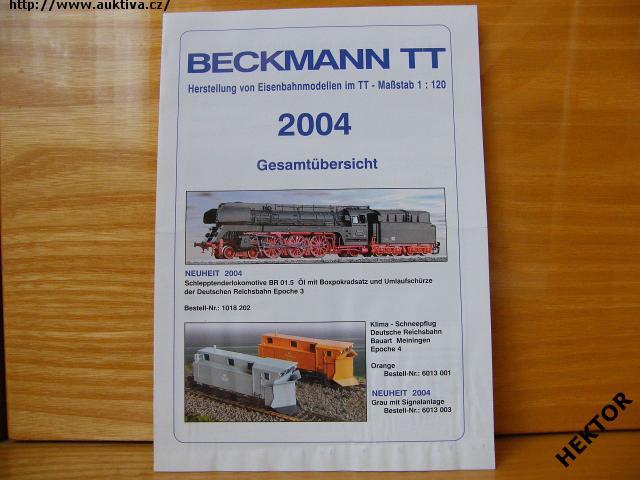 http://www.auktiva.cz/
BECKMANN TT
Herstellung von Eisenbahnmodellen im TT - Maßstab 1 : 120
2004
Gesamtübersicht
NEUHEIT 2004
Schlepptenderlokomotive BR 01.5 Öl mit Boxpokradsatz und Umlaufschürze
der Deutschen Reichsbahn Epoche 3
Bestell-Nr.: 1018 202
Klima - Schneepflug
Deutsche Reichsbahn
Bauart Meiningen
Epoche 4
Orange
Bestell-Nr.: 6013 001
NEUHEIT 2004
Grau mit Signalanlage
Bestell-Nr.: 6013 003
HEKTOR